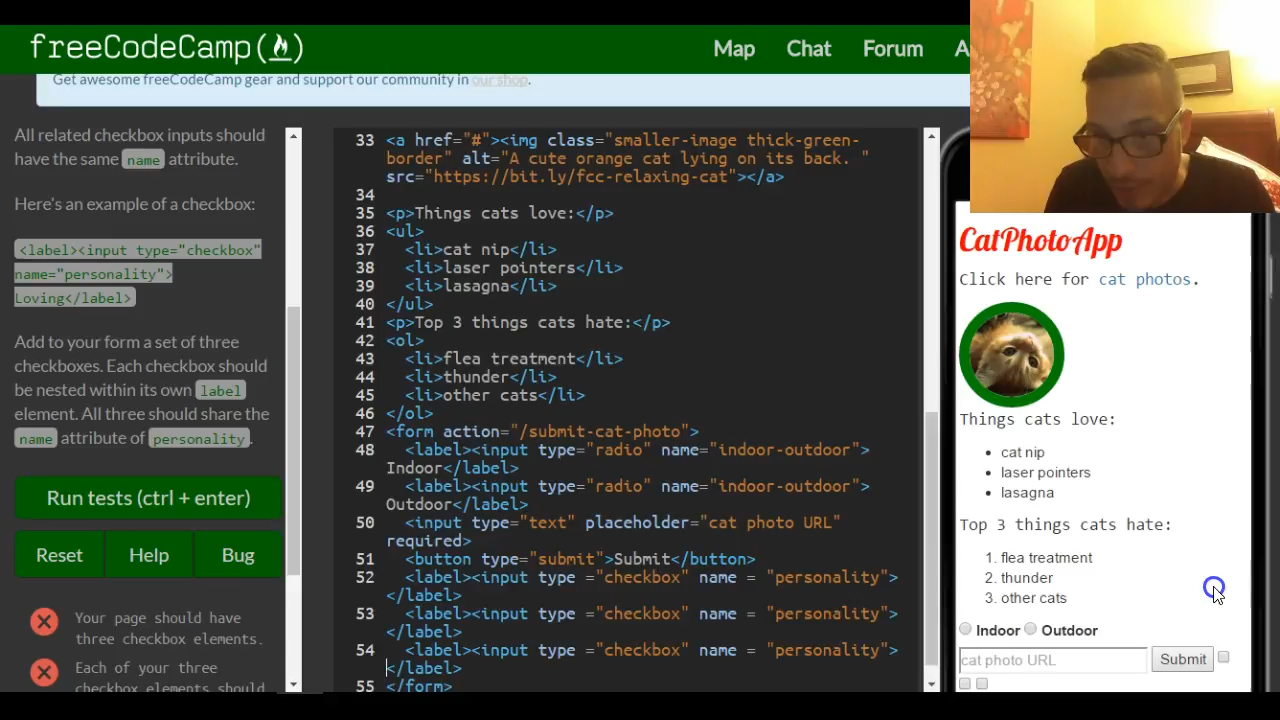 freeCodeCamp
Map Chat Forum A
Get awesome freeCodeCamp gear and support our community in our shop.
All related checkbox inputs should
have the same name attribute.
Here's an example of a checkbox:
<label><input type="checkbox"
name="personality">
Loving</label>
Add to your form a set of three
checkboxes. Each checkbox should
be nested within its own label
element. All three should share the
name attribute of personality.
Run tests (ctrl + enter)
Reset Help Bug
Your page should have
three checkbox elements.
Each of your three
checkbox elements should
33 <a href="#"><img class="smaller-image thick-green-
border" alt="A cute orange cat lying on its back. "
src="https://bit.ly/fcc-relaxing-cat"></a>
34
35 <p>Things cats love:</p>
36 <ul>
37 <li>cat nip</li>
38 <li>laser pointers</li>
39 <li>lasagna</li>
40 </ul>
41 <p>Top 3 things cats hate:</p>
42 <ol>
43 <li>flea treatment</li>
44 <li>thunder</li>
45 <li>other cats</li>
46 </ol>
47 <form action="/submit-cat-photo">
48 <label><input type="radio" name="indoor-outdoor">
Indoor</label>
49 <label><input type="radio" name="indoor-outdoor">
Outdoor</label>
50 <input type="text" placeholder="cat photo URL"
required>
51 <button type="submit">Submit</button>
52 <label><input type ="checkbox" name = "personality">
</label>
53 <label><input type ="checkbox" name = "personality">
</label>
54 <label><input type ="checkbox" name = "personality">
</label>
55 </form>
CatPhotoApp
Click here for cat photos.
Things cats love:
• cat nip
• laser pointers
• lasagna
Top 3 things cats hate:
1. flea treatment
2. thunder
3. other cats
Indoor Outdoor
cat photo URL Submit